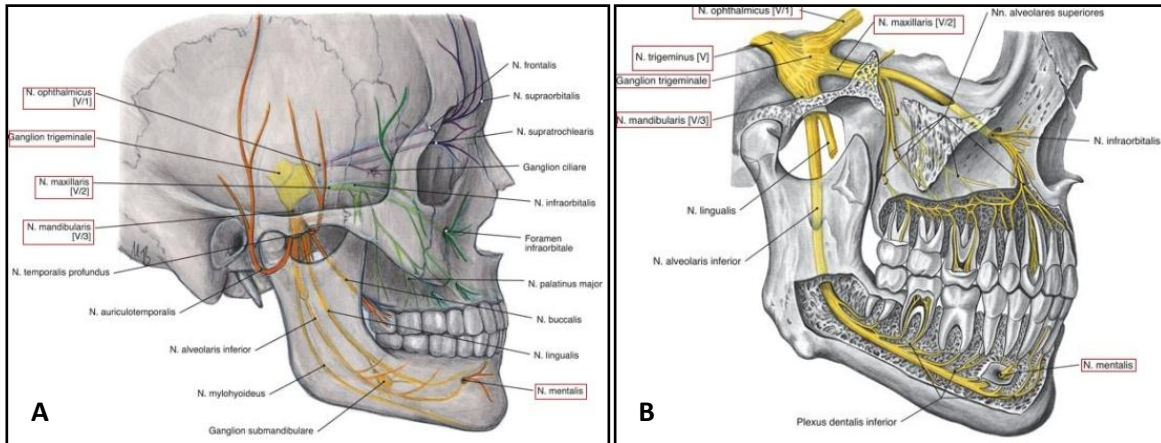 N. ophthalmicus
[V/1]
Ganglion trigeminale
N. maxillaris
[V/2]
N. mandibularis
[V/3]
N. temporalis profundus
N. auriculotemporalis
N. alveolaris inferior
N. mylohyoideus
Ganglion submandibulare
N. frontalis
N. supraorbitalis
N. supratrochlearis
Ganglion ciliare
N. infraorbitalis
Foramen
infraorbitale
N. palatinus major
N. buccalis
N. lingualis
N. mentalis
A
N. ophthalmicus [V/1]
N. maxillaris [V/2]
Nn. alveolares superiores
N. trigeminus [V]
Ganglion trigeminale
N. mandibularis [V/3]
N. infraorbitalis
N. lingualis
N. alveolaris inferior
N. mentalis
Plexus dentalis inferior
B